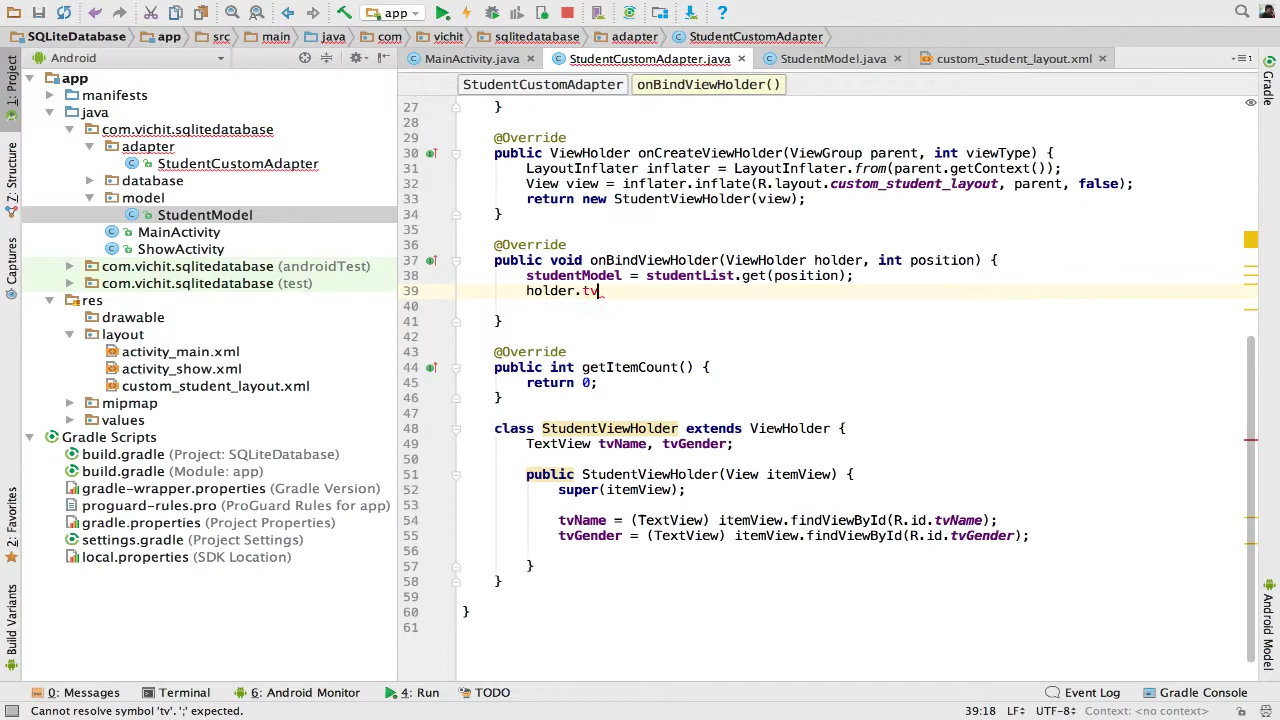 app
SQLiteDatabase app src main java com vichit sqlitedatabase adapter StudentCustomAdapter
Android
MainActivity.java StudentCustomAdapter.java StudentModel.java custom_student_layout.xml
StudentCustomAdapter onBindViewHolder()
1: Project
Z: Structure
Captures
2: Favorites
Build Variants
app
manifests
java
com.vichit.sqlitedatabase
adapter
StudentCustomAdapter
database
model
StudentModel
MainActivity
ShowActivity
com.vichit.sqlitedatabase (androidTest)
com.vichit.sqlitedatabase (test)
res
drawable
layout
activity_main.xml
activity_show.xml
custom_student_layout.xml
mipmap
values
Gradle Scripts
build.gradle (Project: SQLiteDatabase)
build.gradle (Module: app)
gradle-wrapper.properties (Gradle Version)
proguard-rules.pro (ProGuard Rules for app)
gradle.properties (Project Properties)
settings.gradle (Project Settings)
local.properties (SDK Location)
27 }
28
29 @Override
30 public ViewHolder onCreateViewHolder(ViewGroup parent, int viewType) {
31 LayoutInflater inflater = LayoutInflater.from(parent.getContext());
32 View view = inflater.inflate(R.layout.custom_student_layout, parent, false);
33 return new StudentViewHolder(view);
34 }
35
36 @Override
37 public void onBindViewHolder(ViewHolder holder, int position) {
38 studentModel = studentList.get(position);
39 holder.tv
40
41 }
42
43 @Override
44 public int getItemCount() {
45 return 0;
46 }
47
48 class StudentViewHolder extends ViewHolder {
49 TextView tvName, tvGender;
50
51 public StudentViewHolder(View itemView) {
52 super(itemView);
53
54 tvName = (TextView) itemView.findViewById(R.id.tvName);
55 tvGender = (TextView) itemView.findViewById(R.id.tvGender);
56
57 }
58 }
59
60 }
61
Gradle
Android Model
0: Messages Terminal 6: Android Monitor 4: Run TODO Event Log Gradle Console
Cannot resolve symbol 'tv'. ';' expected. 39:18 LF UTF-8 Context: <no context>